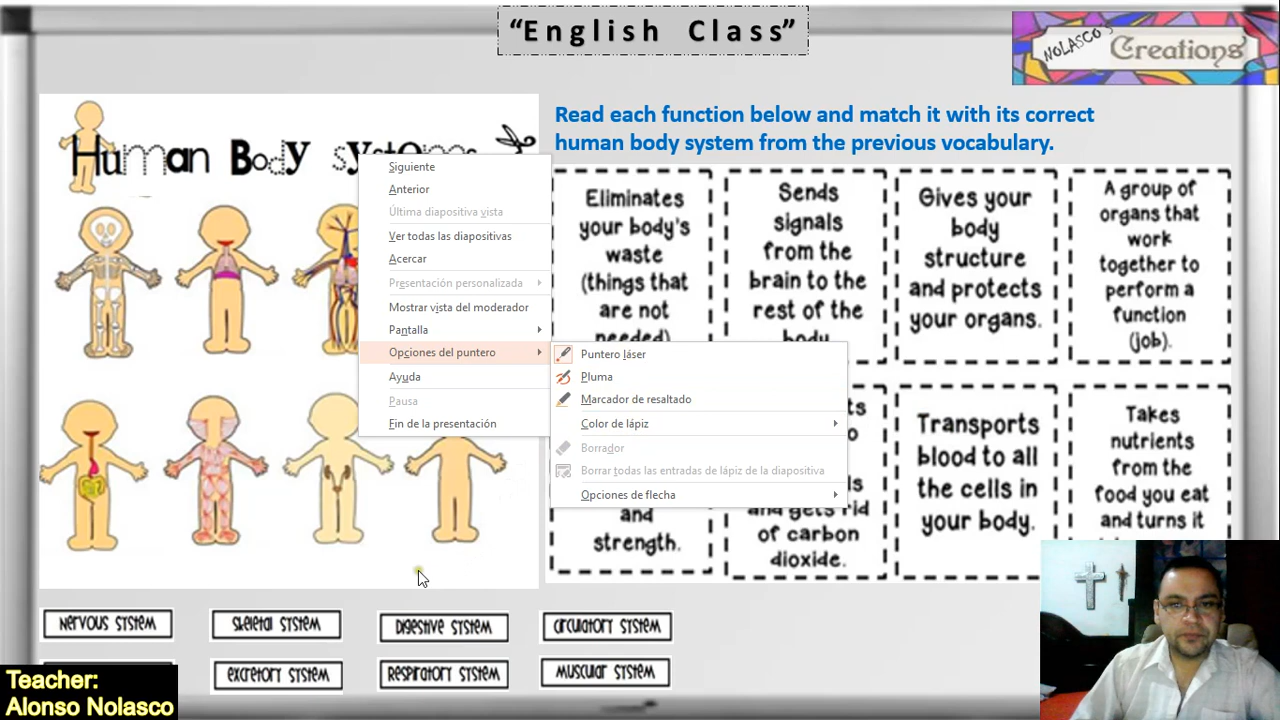 “English Class”
NOLASCO'S
Creations
Human Body systems
Read each function below and match it with its correct
human body system from the previous vocabulary.
Siguiente
Anterior
Última diapositiva vista
Ver todas las diapositivas
Acercar
Presentación personalizada
Mostrar vista del moderador
Pantalla
Opciones del puntero
Ayuda
Pausa
Fin de la presentación
Puntero láser
Pluma
Marcador de resaltado
Color de lápiz
Borrador
Borrar todas las entradas de lápiz de la diapositiva
Opciones de flecha
Eliminates
your body's
waste
(things that
are not
needed)
Sends
signals
from the
brain to the
rest of the
body.
Gives your
body
structure
and protects
your organs.
A group of
organs that
work
together to
perform a
function
(job).
and
strength.
and gets rid
of carbon
dioxide.
Transports
blood to all
the cells in
your body.
Takes
nutrients
from the
food you eat
and turns it
Nervous System
Skeletal System
Digestive System
Circulatory System
Excretory System
Respiratory System
Muscular System
Teacher:
Alonso Nolasco